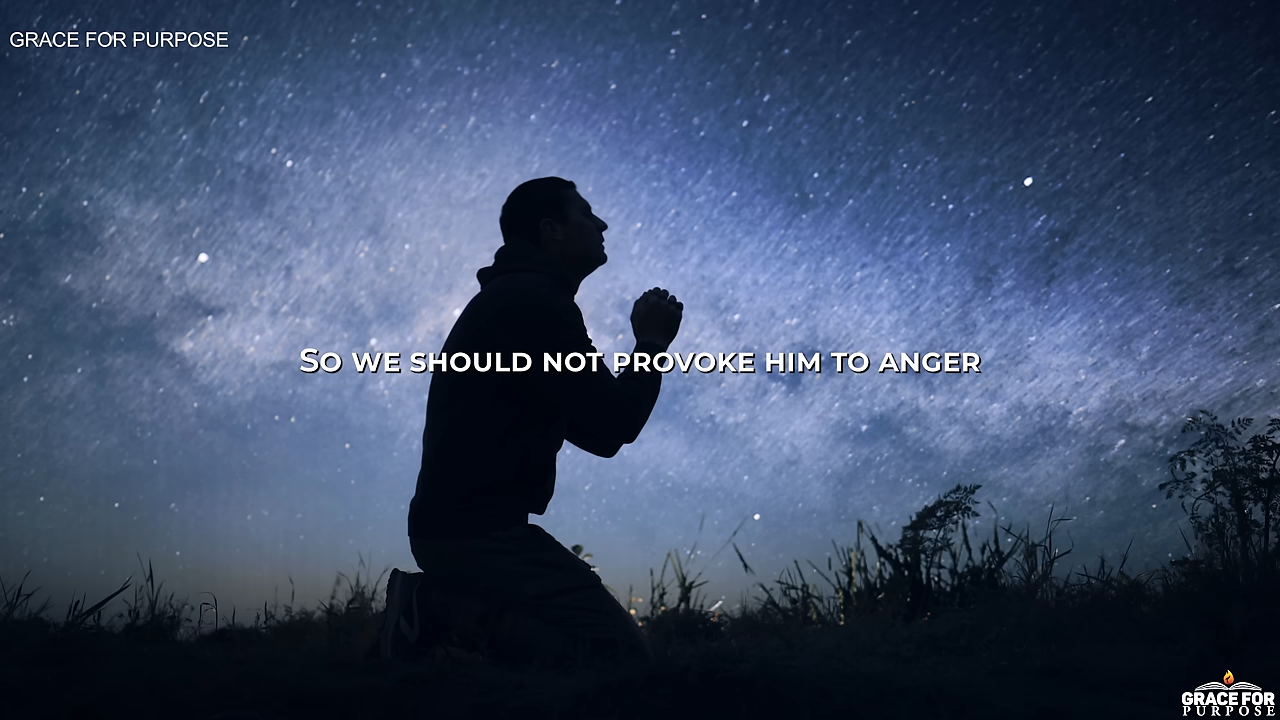 GRACE FOR PURPOSE
So we should not provoke him to anger
GRACE FOR
PURPOSE